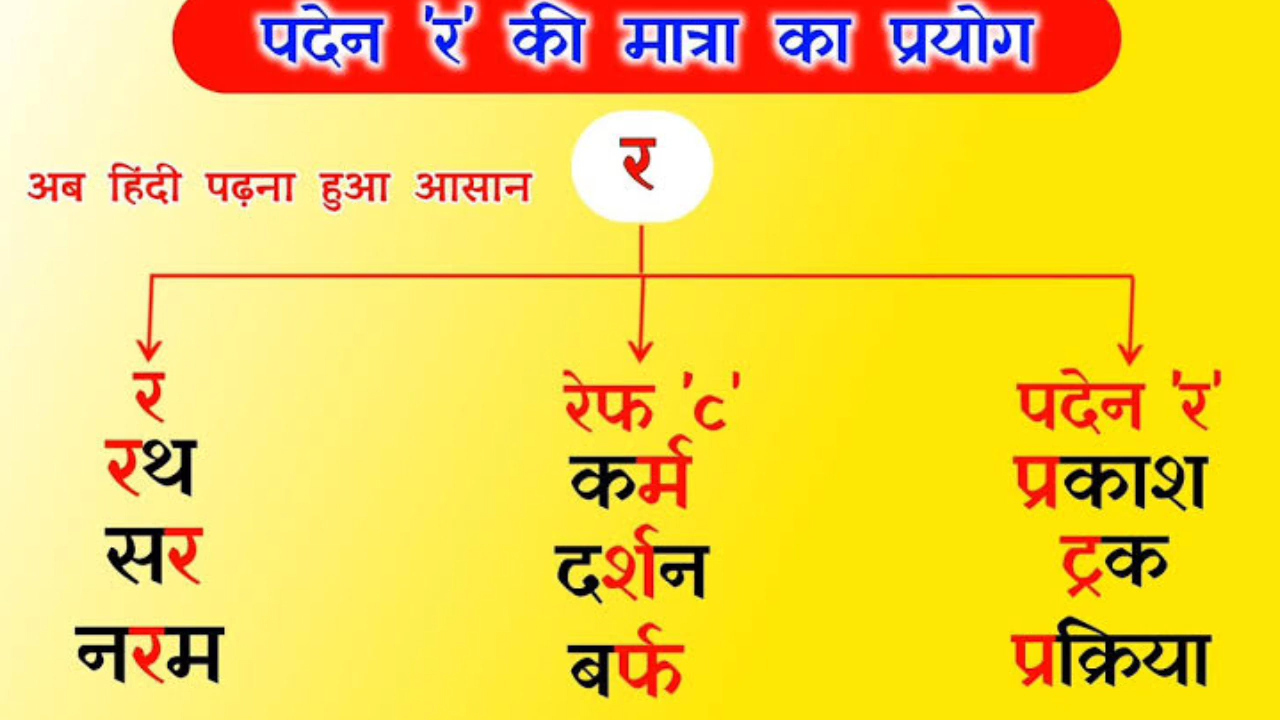 पदेन 'र' की मात्रा का प्रयोग
र
अब हिंदी पढ़ना हुआ आसान
र
रथ
सर
नरम
रेफ 'ॎ'
कर्म
दर्शन
बर्फ
पदेन 'र'
प्रकाश
ट्रक
प्रक्रिया